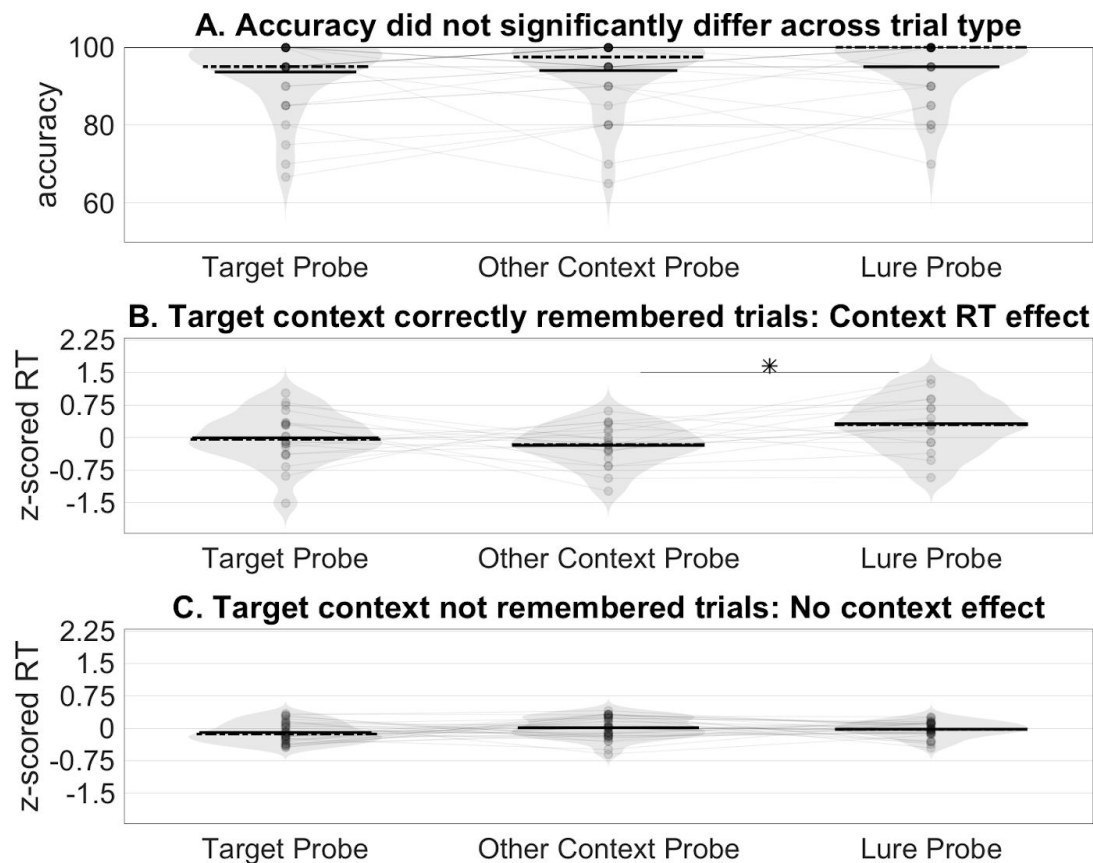 A. Accuracy did not significantly differ across trial type
100
80
60
accuracy
Target Probe Other Context Probe Lure Probe
B. Target context correctly remembered trials: Context RT effect
2.25
1.5
0.75
0
-0.75
-1.5
z-scored RT
*
Target Probe Other Context Probe Lure Probe
C. Target context not remembered trials: No context effect
2.25
1.5
0.75
0
-0.75
-1.5
z-scored RT
Target Probe Other Context Probe Lure Probe